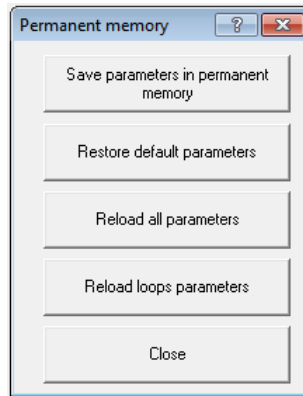 Permanent memory
?
Save parameters in permanent
memory
Restore default parameters
Reload all parameters
Reload loops parameters
Close